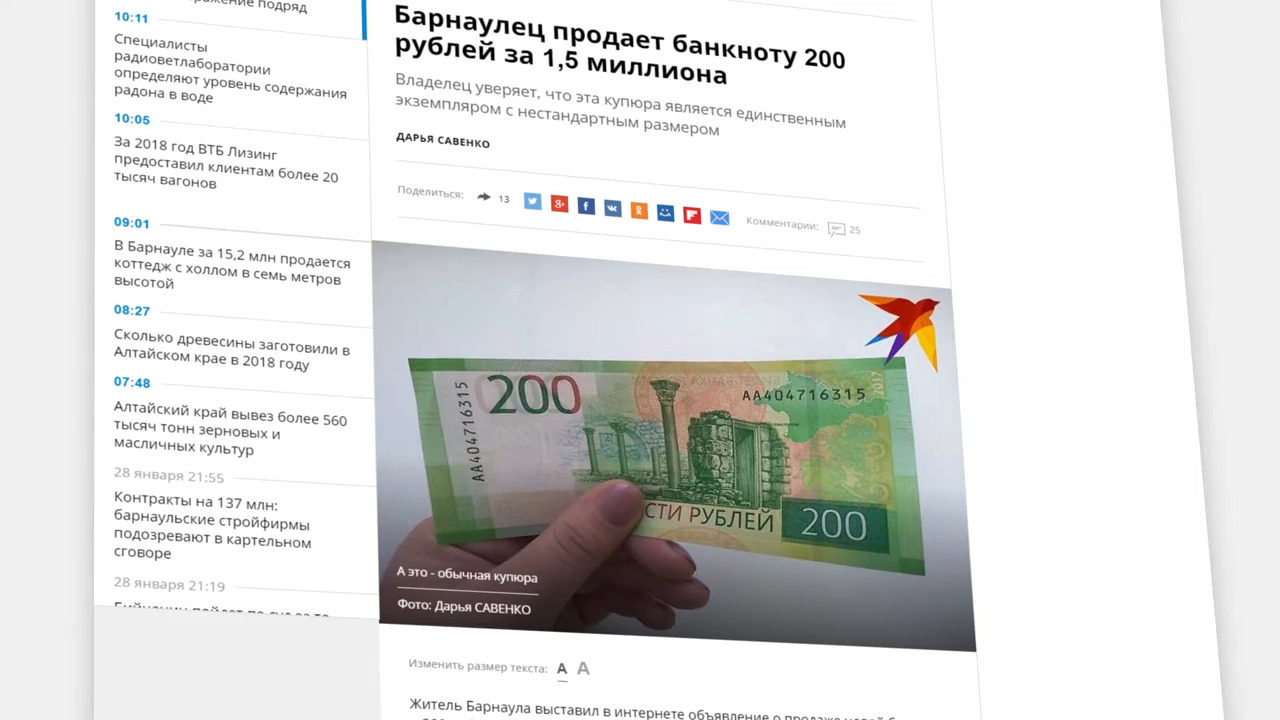 подряд
10:11
Специалисты
радиоветлаборатории
определяют уровень содержания
радона в воде
10:05
За 2018 год ВТБ Лизинг
предоставил клиентам более 20
тысяч вагонов
09:01
В Барнауле за 15,2 млн продается
коттедж с холлом в семь метров
высотой
08:27
Сколько древесины заготовили в
Алтайском крае в 2018 году
07:48
Алтайский край вывез более 560
тысяч тонн зерновых и
масличных культур
28 января 21:55
Контракты на 137 млн:
барнаульские стройфирмы
подозревают в картельном
сговоре
28 января 21:19
Барнаулец продает банкноту 200
рублей за 1,5 миллиона
Владелец уверяет, что эта купюра является единственным
экземпляром с нестандартным размером
ДАРЬЯ САВЕНКО
Поделиться: 13 Комментарии: 25
200
АА404716315
АА404716315
2017
СТИ РУБЛЕЙ
200
А это - обычная купюра
Фото: Дарья САВЕНКО
Изменить размер текста: А А
Житель Барнаула выставил в интернете объявление о продаже новой